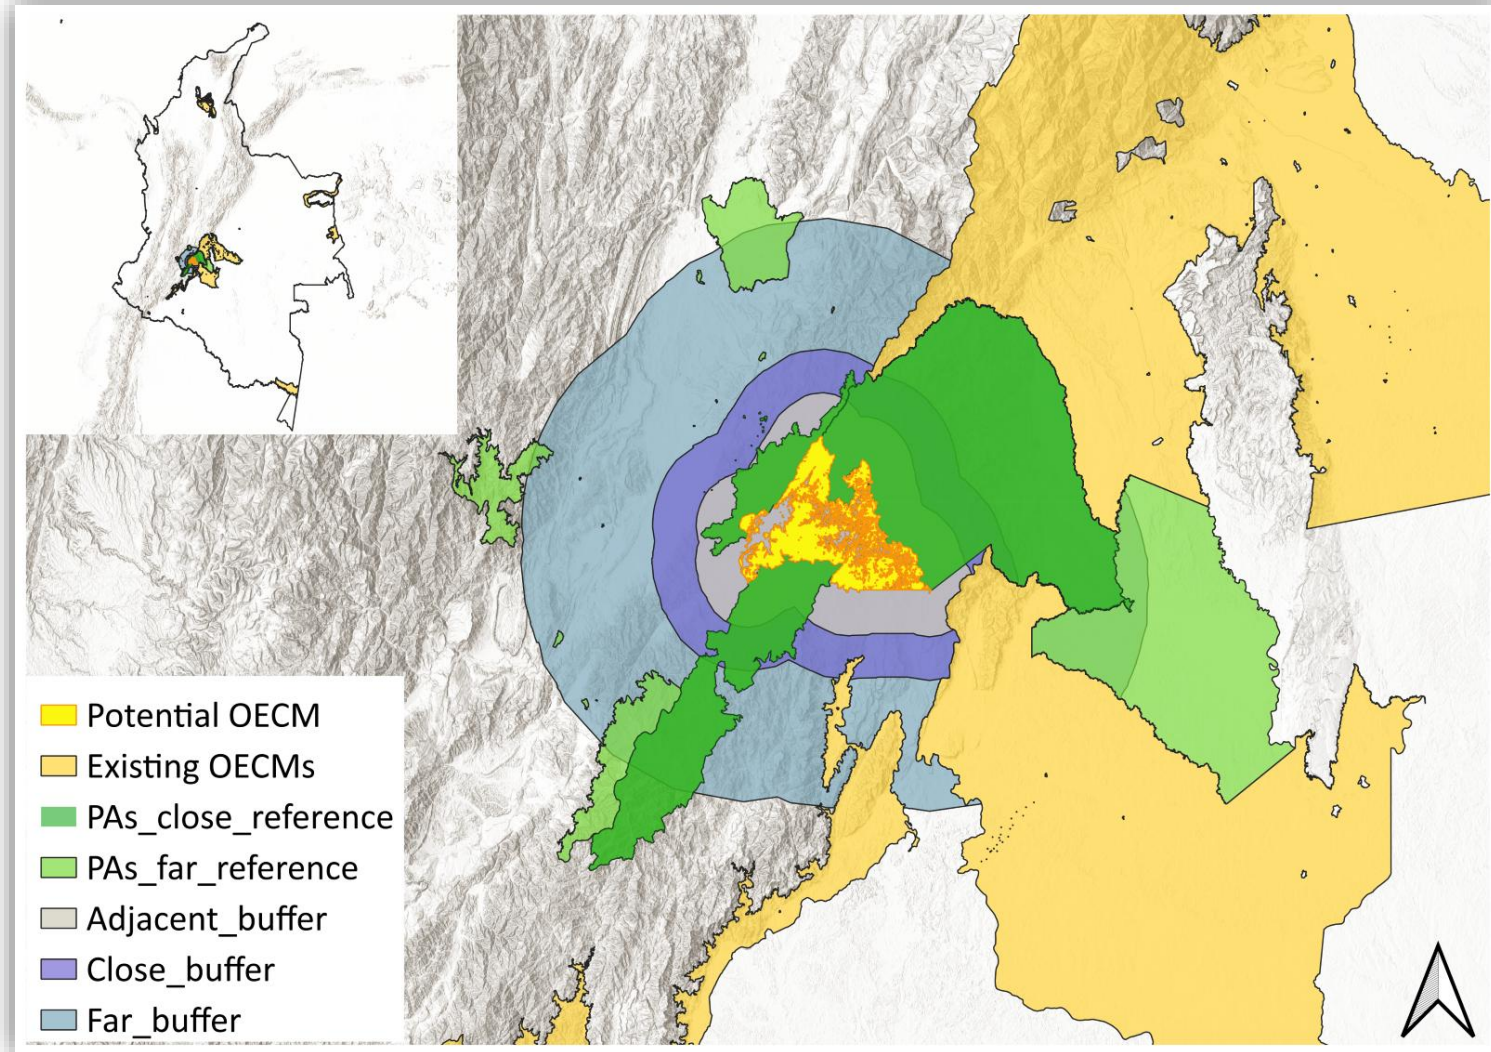 Potential OECM
Existing OECMs
PAs_close_reference
PAs_far_reference
Adjacent_buffer
Close_buffer
Far_buffer